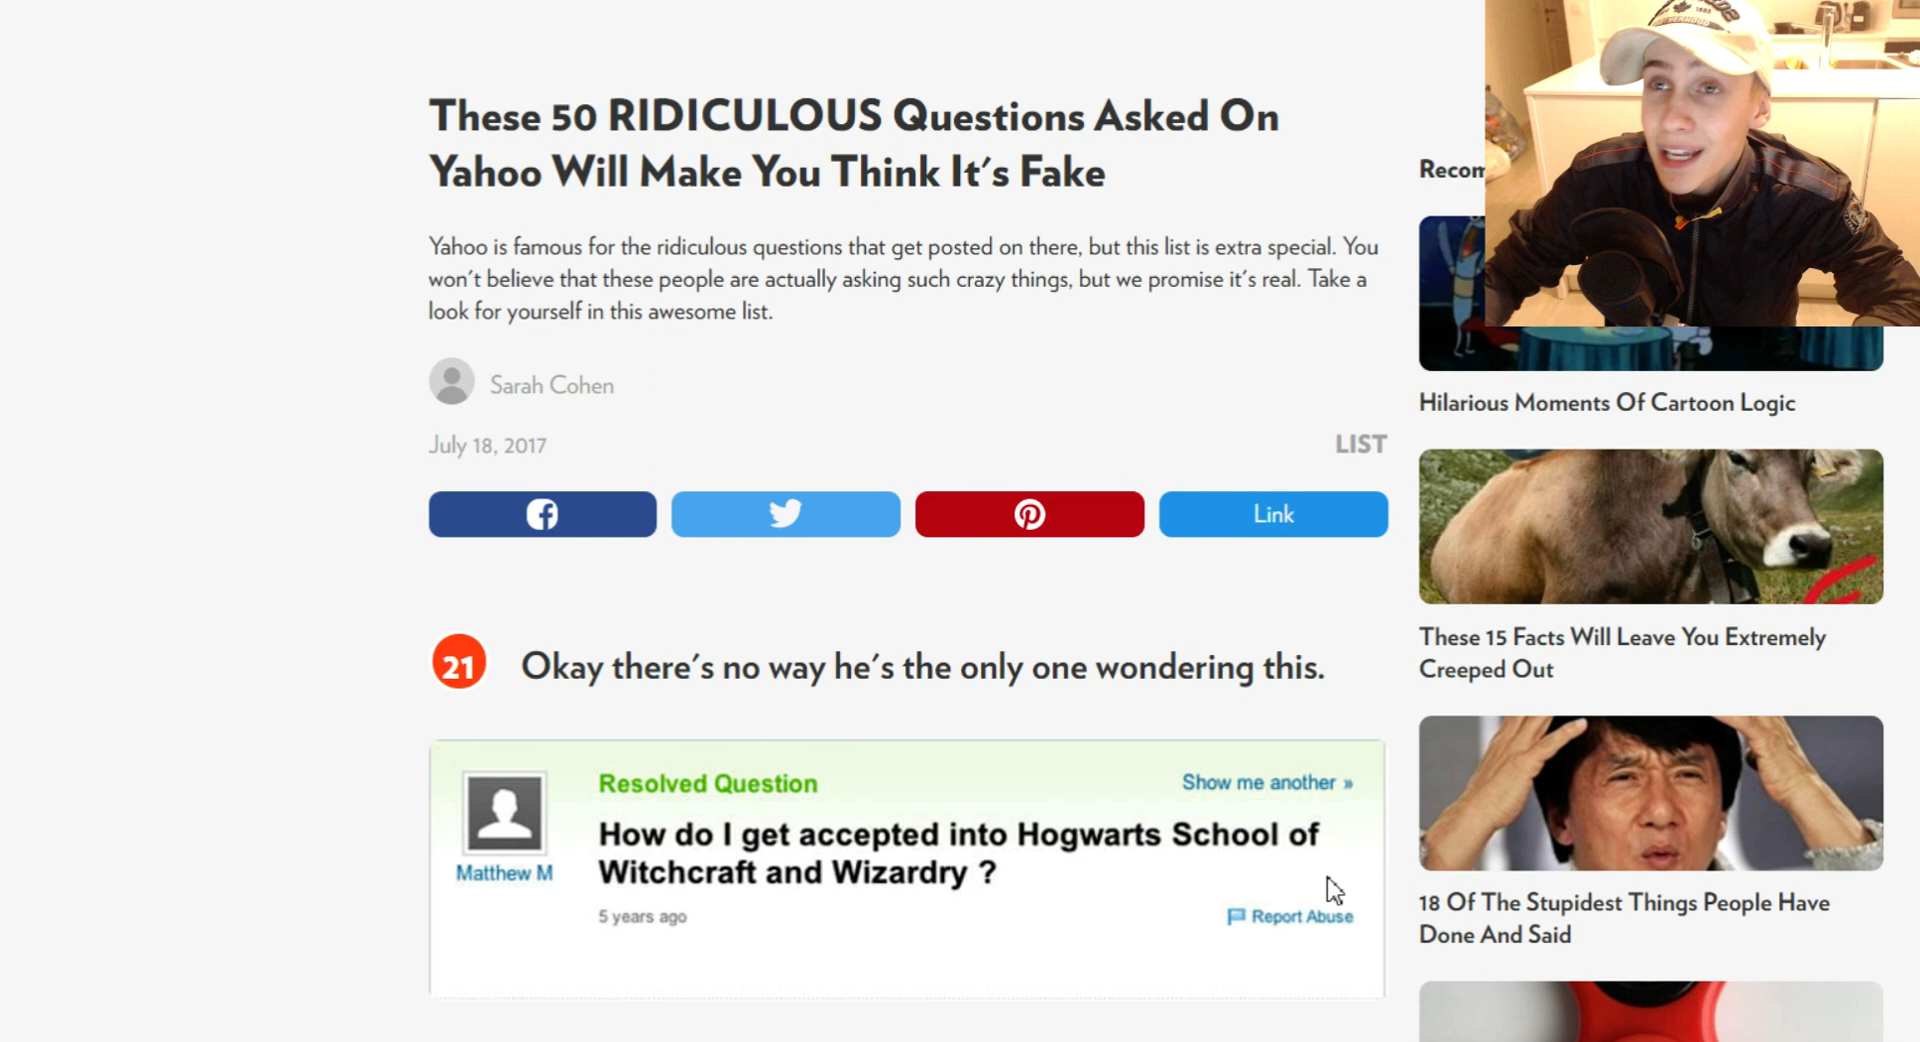 These 50 RIDICULOUS Questions Asked On
Yahoo Will Make You Think It's Fake
Yahoo is famous for the ridiculous questions that get posted on there, but this list is extra special. You
won't believe that these people are actually asking such crazy things, but we promise it's real. Take a
look for yourself in this awesome list.
Sarah Cohen
July 18, 2017
LIST
Link
21
Okay there's no way he's the only one wondering this.
Resolved Question
Show me another »
How do I get accepted into Hogwarts School of
Witchcraft and Wizardry ?
Matthew M
5 years ago
Report Abuse
1893
Hilarious Moments Of Cartoon Logic
These 15 Facts Will Leave You Extremely
Creeped Out
18 Of The Stupidest Things People Have
Done And Said